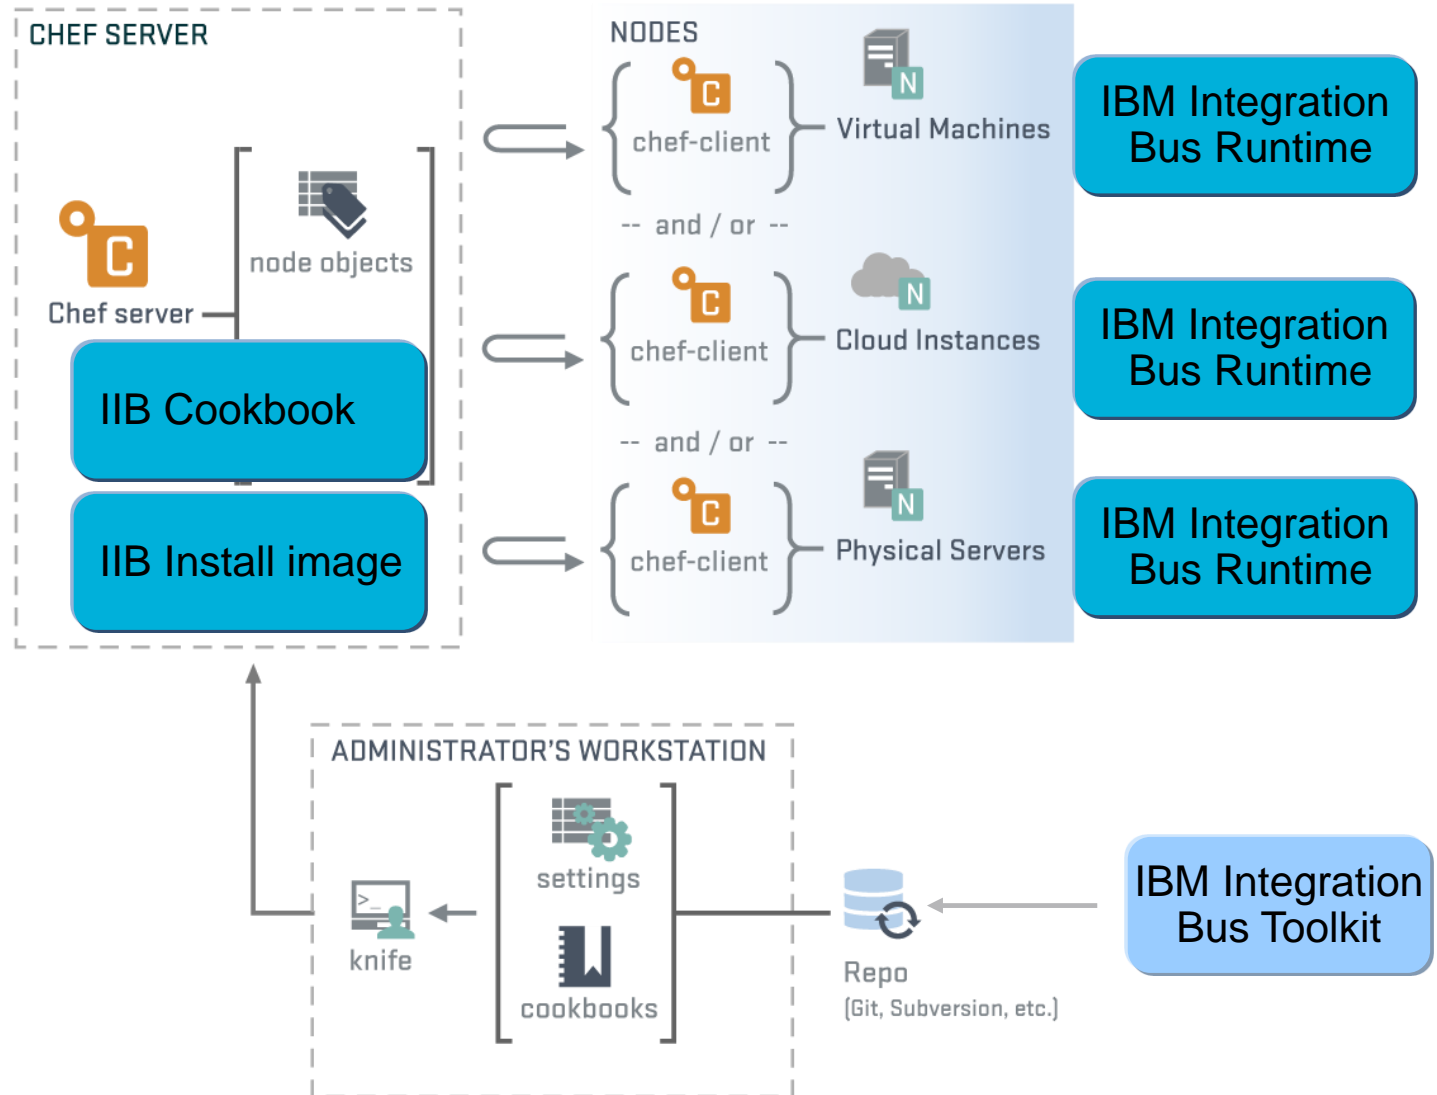 CHEF SERVER
node objects
C
Chef server
IIB Cookbook
IIB Install image
NODES
C
chef-client
N
Virtual Machines
IBM Integration
Bus Runtime
-- and / or --
C
chef-client
N
Cloud Instances
IBM Integration
Bus Runtime
-- and / or --
C
chef-client
N
Physical Servers
IBM Integration
Bus Runtime
ADMINISTRATOR'S WORKSTATION
>_
knife
settings
cookbooks
Repo
(Git, Subversion, etc.)
IBM Integration
Bus Toolkit